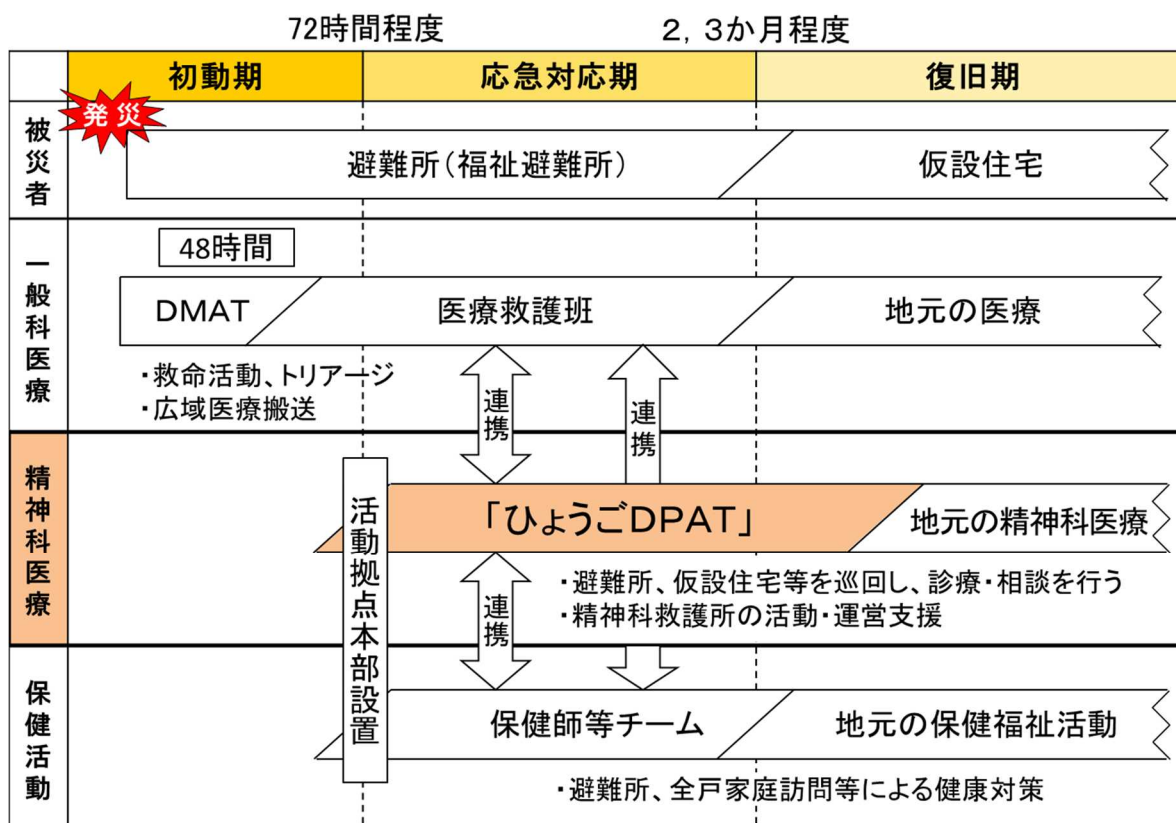 72時間程度
２，３か月程度
初動期
応急対応期
復旧期
発災
被災者
避難所（福祉避難所）
仮設住宅
一般科医療
48時間
DMAT
医療救護班
地元の医療
・救命活動、トリアージ
・広域医療搬送
連携
連携
精神科医療
活動拠点本部設置
「ひょうごDPAT」
地元の精神科医療
・避難所、仮設住宅等を巡回し、診療・相談を行う
・精神科救護所の活動・運営支援
連携
保健活動
保健師等チーム
地元の保健福祉活動
・避難所、全戸家庭訪問等による健康対策